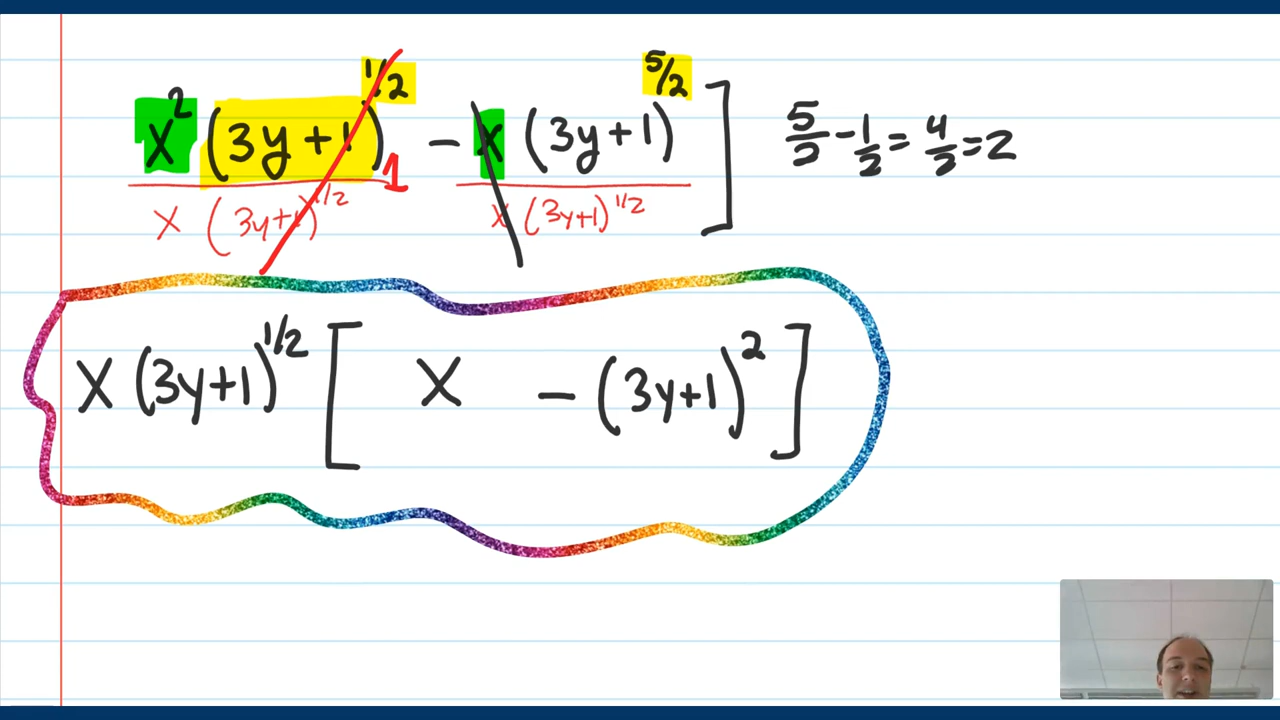 x² (3y+1)^1/2 1 − x (3y+1)^5/2 ] 5/2 − 1/2 = 4/2 = 2
x (3y+1)^1/2 x (3y+1)^1/2
x (3y+1)^1/2 [ x − (3y+1)² ]